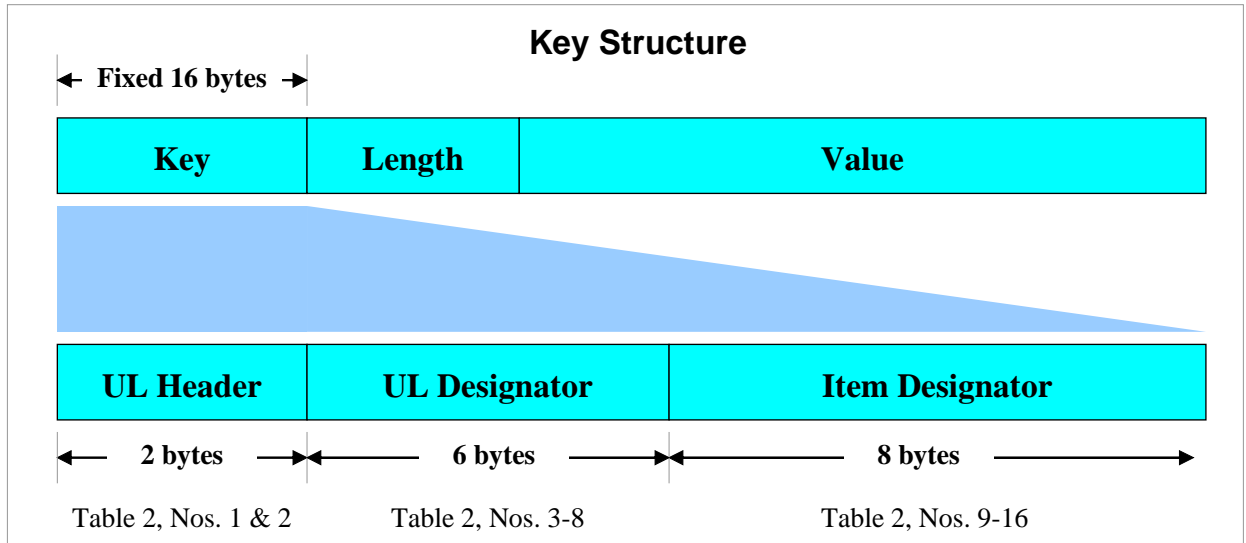 Key Structure
Fixed 16 bytes
Key Length Value
UL Header UL Designator Item Designator
2 bytes 6 bytes 8 bytes
Table 2, Nos. 1 & 2 Table 2, Nos. 3-8 Table 2, Nos. 9-16